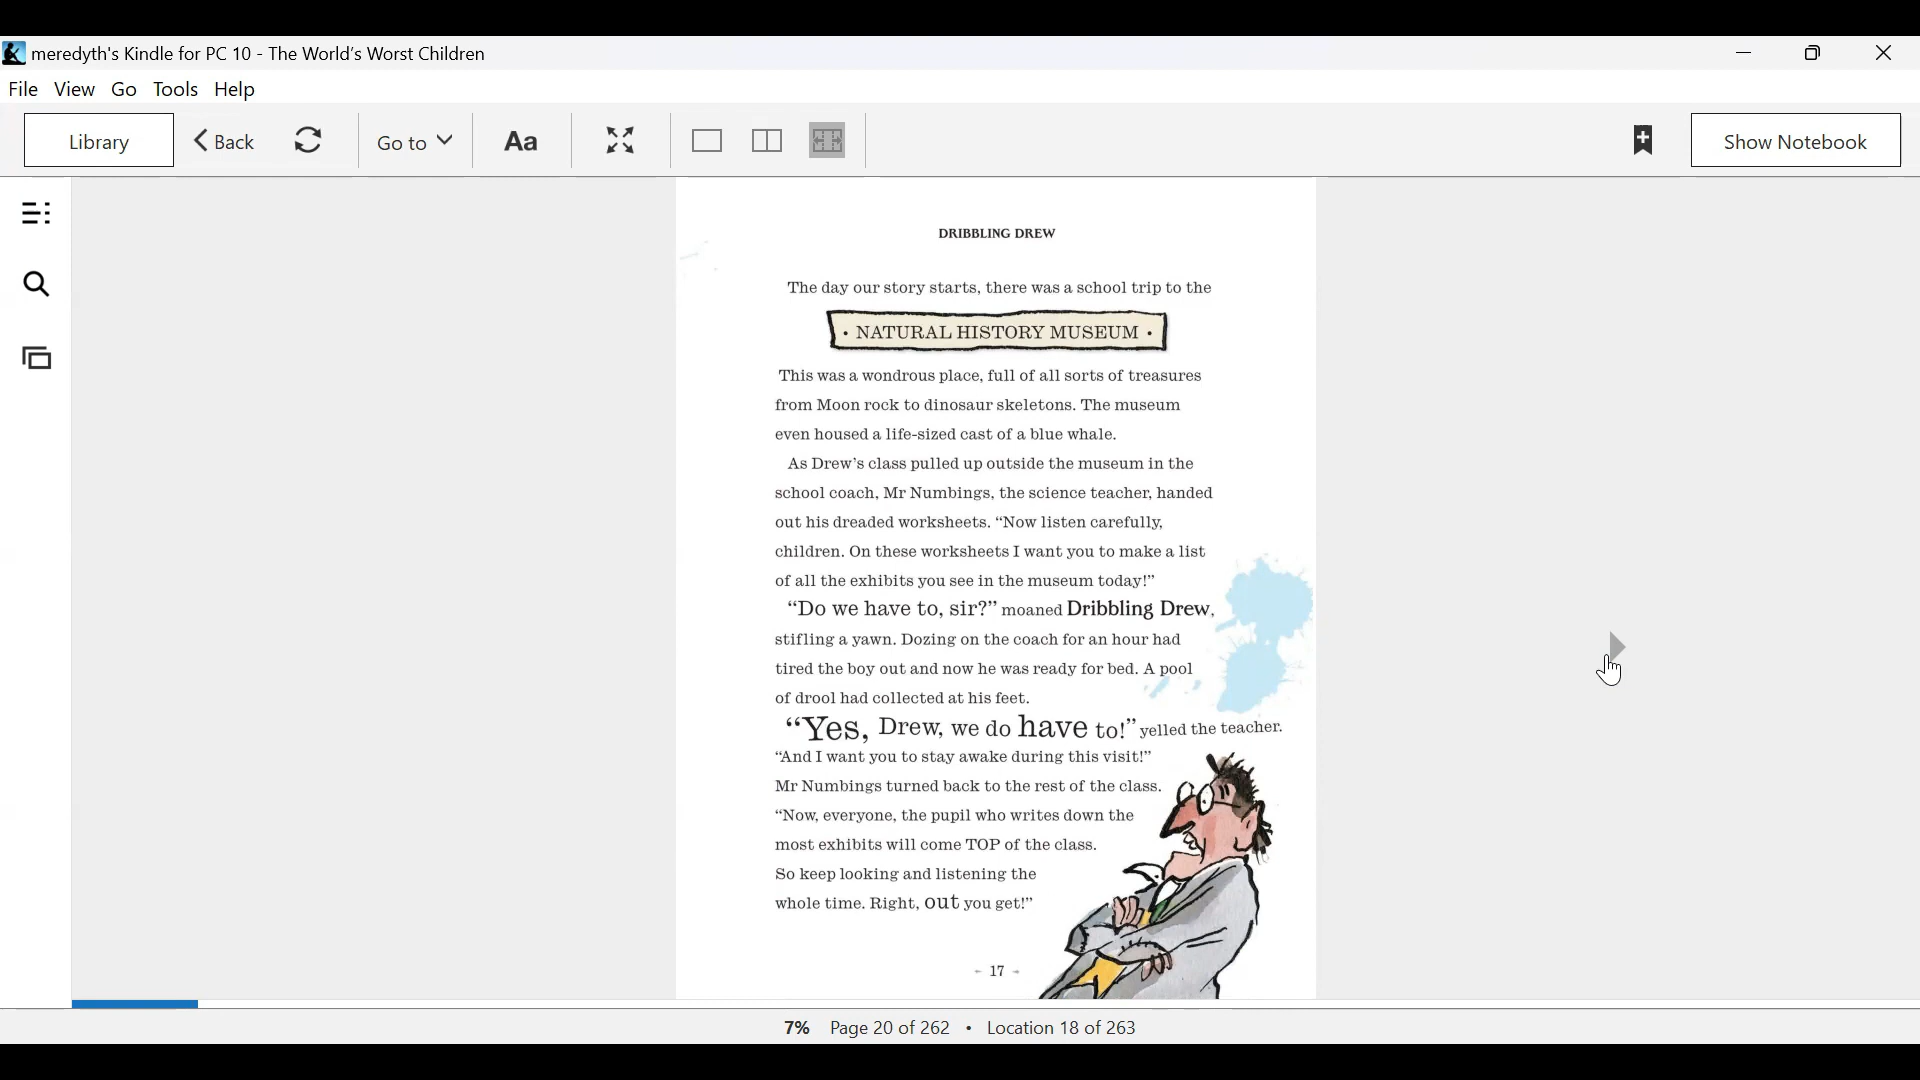 meredyth's Kindle for PC 10 - The World's Worst Children
File View Go Tools Help
Library Back Go to Aa Show Notebook
DRIBBLING DREW
The day our story starts, there was a school trip to the
· NATURAL HISTORY MUSEUM ·
This was a wondrous place, full of all sorts of treasures
from Moon rock to dinosaur skeletons. The museum
even housed a life-sized cast of a blue whale.
As Drew's class pulled up outside the museum in the
school coach, Mr Numbings, the science teacher, handed
out his dreaded worksheets. “Now listen carefully,
children. On these worksheets I want you to make a list
of all the exhibits you see in the museum today!”
“Do we have to, sir?” moaned Dribbling Drew,
stifling a yawn. Dozing on the coach for an hour had
tired the boy out and now he was ready for bed. A pool
of drool had collected at his feet.
“Yes, Drew, we do have to!” yelled the teacher.
“And I want you to stay awake during this visit!”
Mr Numbings turned back to the rest of the class.
“Now, everyone, the pupil who writes down the
most exhibits will come TOP of the class.
So keep looking and listening the
whole time. Right, out you get!”
- 17 -
7% Page 20 of 262 • Location 18 of 263